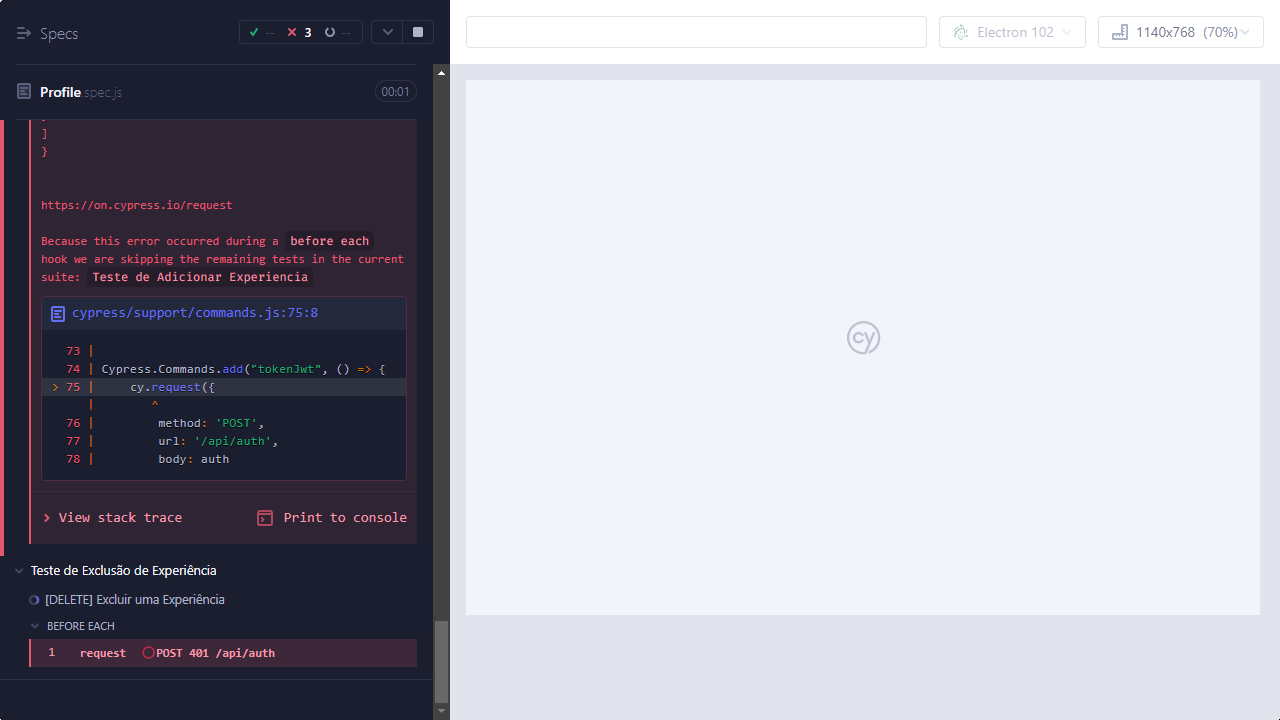 Specs
-- 3 --
Electron 102
1140x768 (70%)
Profile spec.js
00:01
]
}
https://on.cypress.io/request
Because this error occurred during a before each
hook we are skipping the remaining tests in the current
suite: Teste de Adicionar Experiencia
cypress/support/commands.js:75:8
73 |
74 | Cypress.Commands.add("tokenJwt", () => {
> 75 |     cy.request({
|        ^
76 |         method: 'POST',
77 |         url: '/api/auth',
78 |         body: auth
> View stack trace
Print to console
Teste de Exclusão de Experiência
[DELETE] Excluir uma Experiência
BEFORE EACH
1 request POST 401 /api/auth
cy